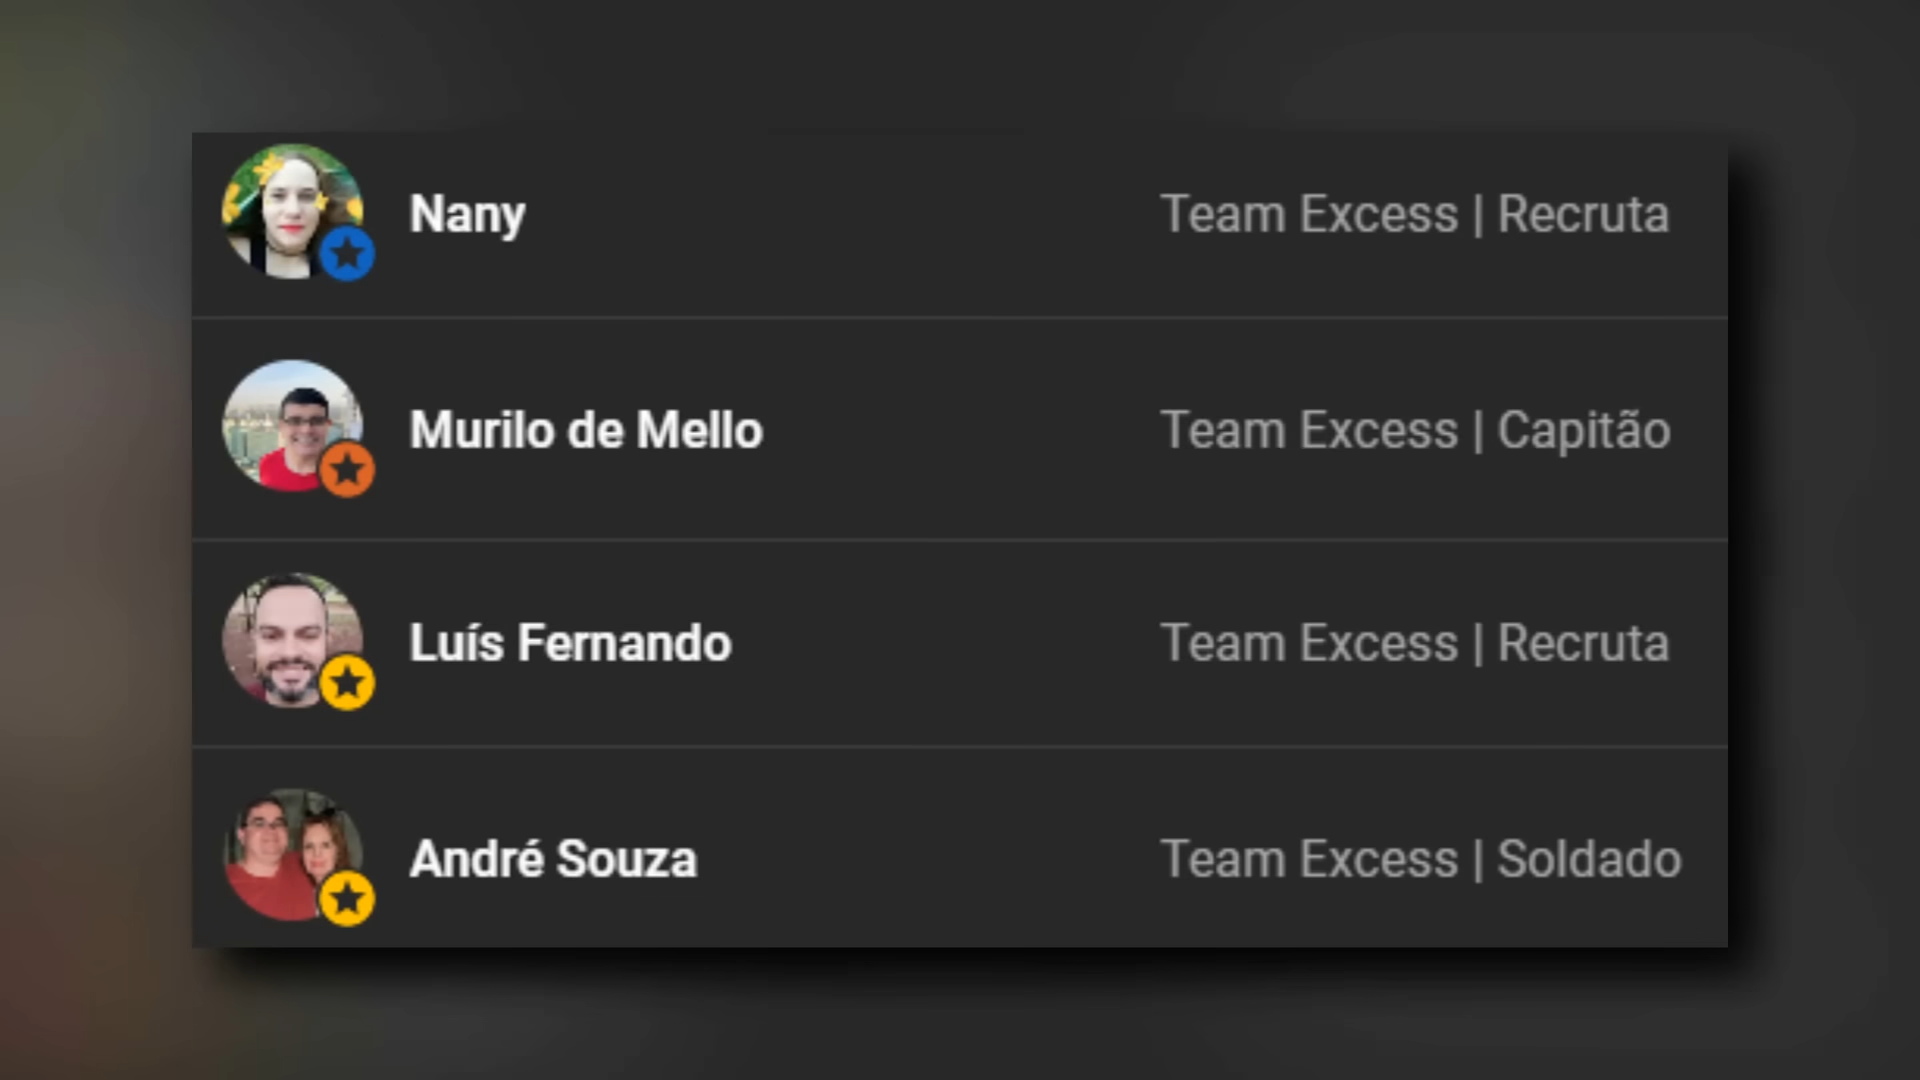 Nany Team Excess | Recruta
Murilo de Mello Team Excess | Capitão
Luís Fernando Team Excess | Recruta
André Souza Team Excess | Soldado